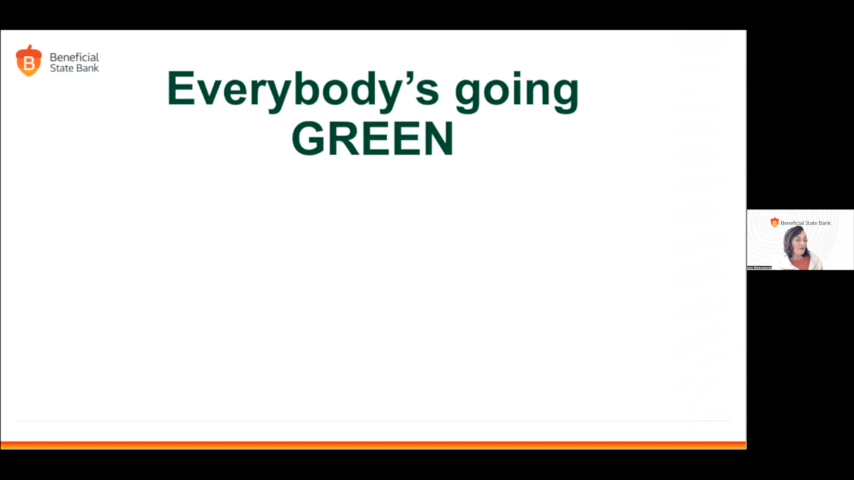 Beneficial
State Bank
Everybody's going
GREEN
Beneficial State Bank